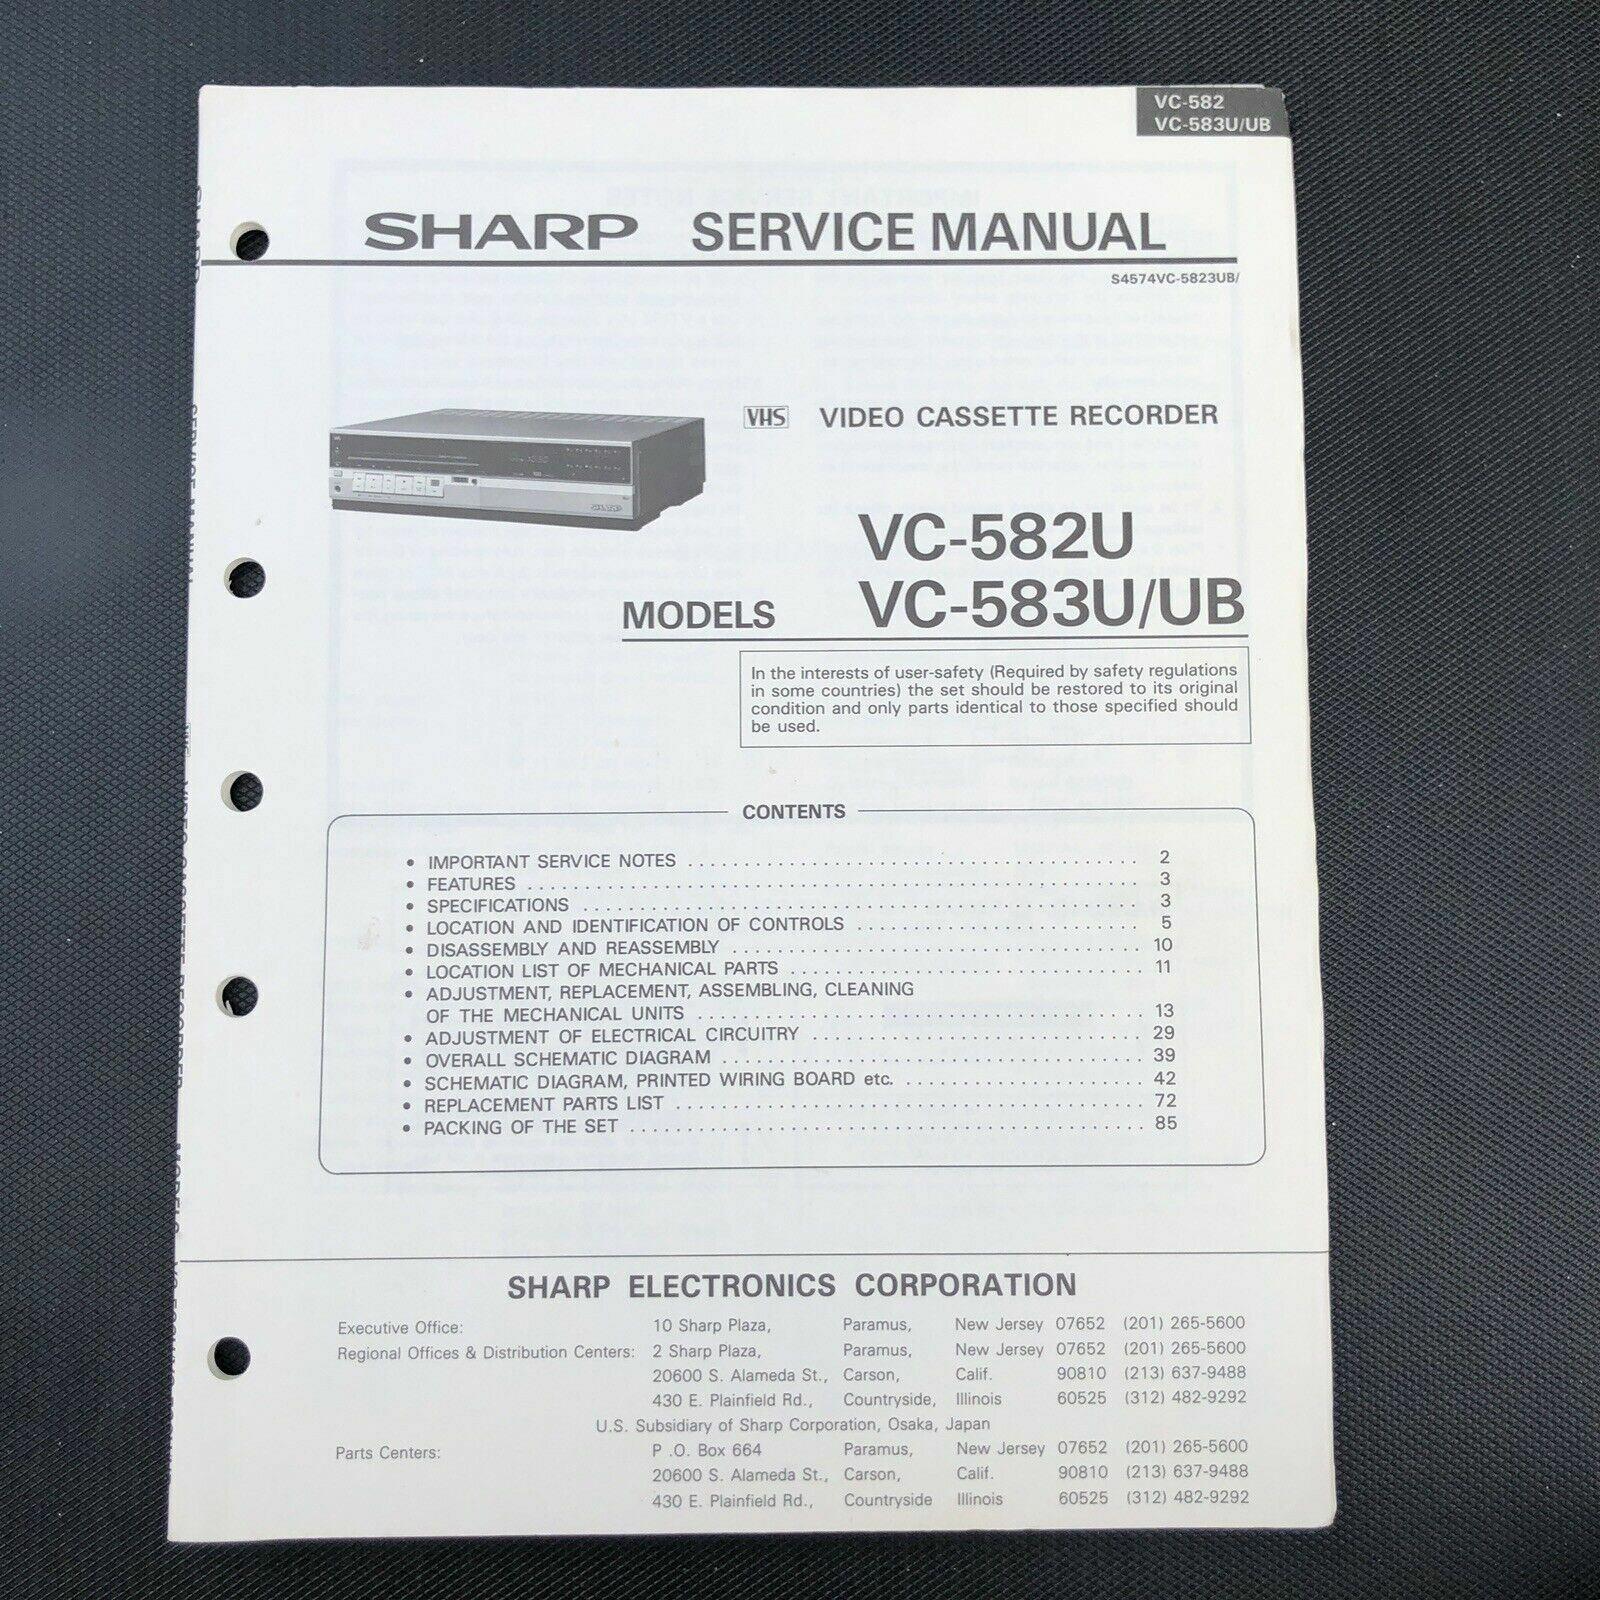 VC-582
VC-583U/UB
SHARP SERVICE MANUAL
S4574VC-5823UB/
VHS VIDEO CASSETTE RECORDER
SHARP
VC-582U
MODELS VC-583U/UB
In the interests of user-safety (Required by safety regulations
in some countries) the set should be restored to its original
condition and only parts identical to those specified should
be used.
CONTENTS
• IMPORTANT SERVICE NOTES . . . . . . . . . . 2
• FEATURES . . . . . . . . . . 3
• SPECIFICATIONS . . . . . . . . . . 3
• LOCATION AND IDENTIFICATION OF CONTROLS . . . . . . . . . . 5
• DISASSEMBLY AND REASSEMBLY . . . . . . . . . . 10
• LOCATION LIST OF MECHANICAL PARTS . . . . . . . . . . 11
• ADJUSTMENT, REPLACEMENT, ASSEMBLING, CLEANING
OF THE MECHANICAL UNITS . . . . . . . . . . 13
• ADJUSTMENT OF ELECTRICAL CIRCUITRY . . . . . . . . . . 29
• OVERALL SCHEMATIC DIAGRAM . . . . . . . . . . 39
• SCHEMATIC DIAGRAM, PRINTED WIRING BOARD etc. . . . . . . . . . . 42
• REPLACEMENT PARTS LIST . . . . . . . . . . 72
• PACKING OF THE SET . . . . . . . . . . 85
SHARP ELECTRONICS CORPORATION
Executive Office: 10 Sharp Plaza, Paramus, New Jersey 07652 (201) 265-5600
Regional Offices & Distribution Centers: 2 Sharp Plaza, Paramus, New Jersey 07652 (201) 265-5600
20600 S. Alameda St., Carson, Calif. 90810 (213) 637-9488
430 E. Plainfield Rd., Countryside, Illinois 60525 (312) 482-9292
U.S. Subsidiary of Sharp Corporation, Osaka, Japan
Parts Centers: P .O. Box 664 Paramus, New Jersey 07652 (201) 265-5600
20600 S. Alameda St., Carson, Calif. 90810 (213) 637-9488
430 E. Plainfield Rd., Countryside Illinois 60525 (312) 482-9292